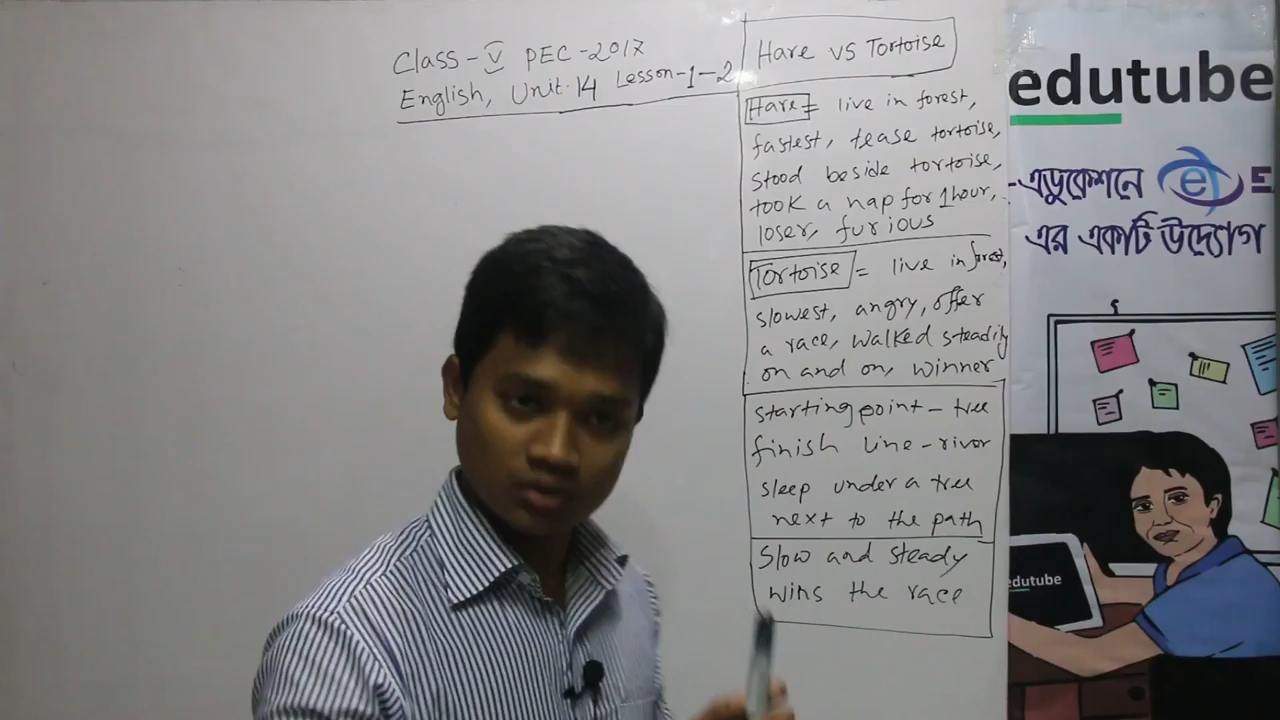 Class-V PEC-2017
English, Unit.14 Lesson-1-2
Hare vs Tortoise
Hare = live in forest,
fastest, tease tortoise,
stood beside tortoise,
took a nap for 1 hour,
loser, furious
Tortoise = live in forest,
slowest, angry, offer
a race, walked steadily
on and on, winner
starting point - tree
finish line - river
sleep under a tree
next to the path
Slow and steady
wins the race
edutube
-এডুকেশনে e E
এর একটি উদ্যোগ
edutube